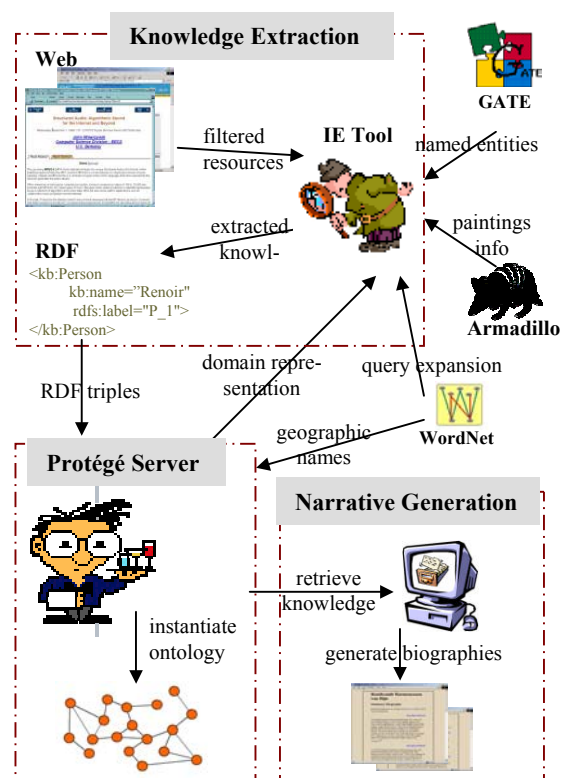 Knowledge Extraction
Web
GATE
IE Tool
filtered
resources
named entities
extracted
knowl-
paintings
info
RDF
<kb:Person
kb:name="Renoir"
rdfs:label="P_1">
</kb:Person>
Armadillo
domain repre-
sentation
query expansion
RDF triples
WordNet
geographic
names
Protégé Server
Narrative Generation
retrieve
knowledge
instantiate
ontology
generate biographies